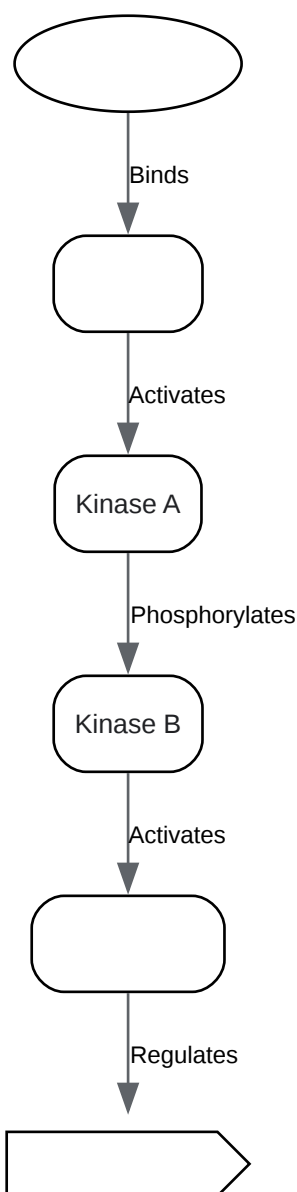 Binds
Activates
Kinase A
Phosphorylates
Kinase B
Activates
Regulates